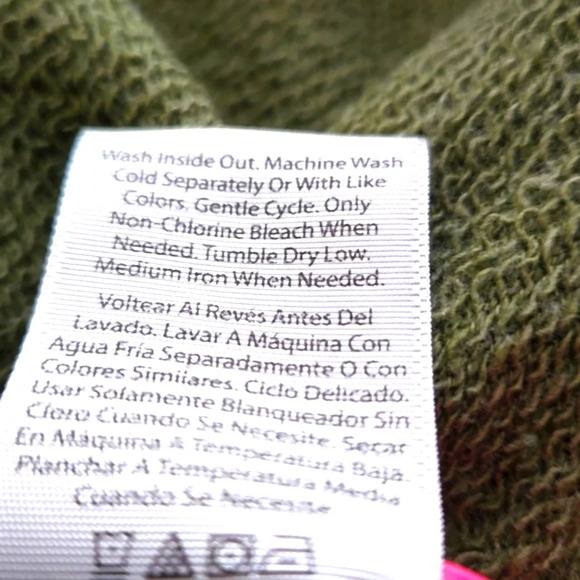 Wash Inside Out. Machine Wash
Cold Separately Or With Like
Colors. Gentle Cycle. Only
Non-Chlorine Bleach When
Needed. Tumble Dry Low.
Medium Iron When Needed.
Voltear Al Revés Antes Del
Lavado. Lavar A Máquina Con
Agua Fría Separadamente O Con
Colores Similares. Ciclo Delicado.
Usar Solamente Blanqueador Sin
Cloro Cuando Se Necesite. Secar
En Máquina A Temperatura Baja.
Planchar A Temperatura Media
Cuando Se Necesite